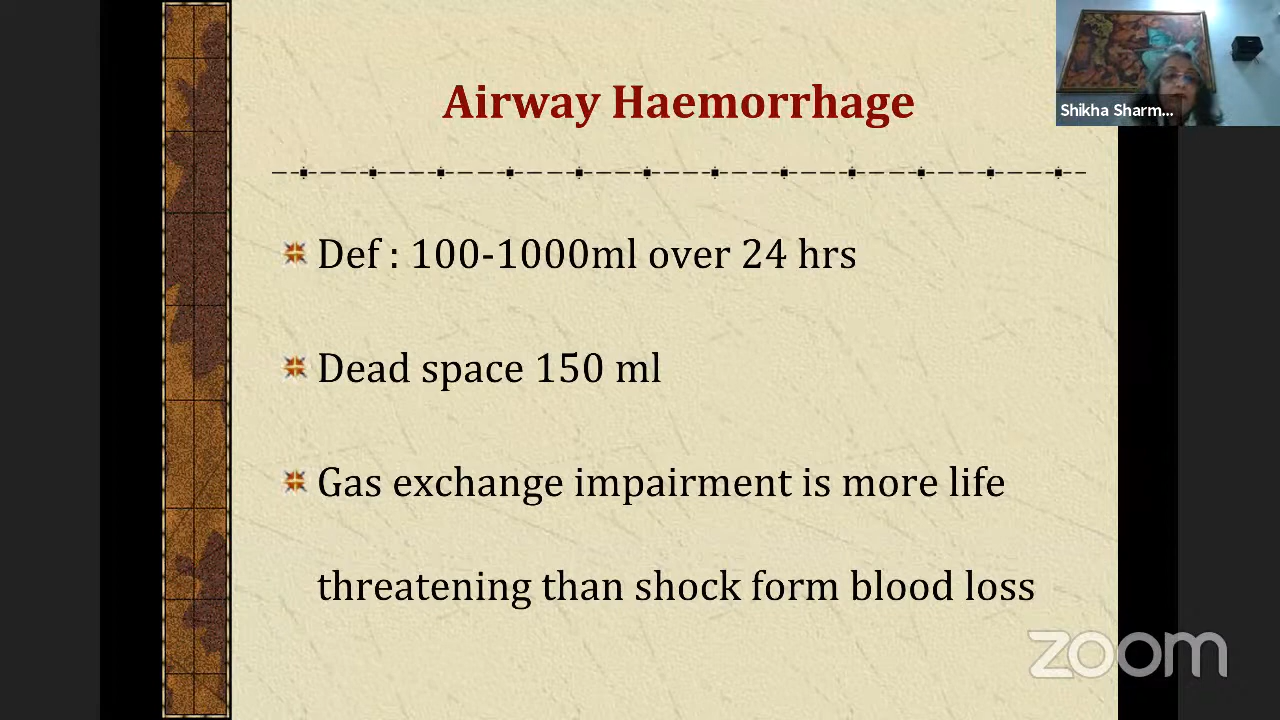 Airway Haemorrhage
Shikha Sharm...
Def : 100-1000ml over 24 hrs
Dead space 150 ml
Gas exchange impairment is more life
threatening than shock form blood loss
zoom